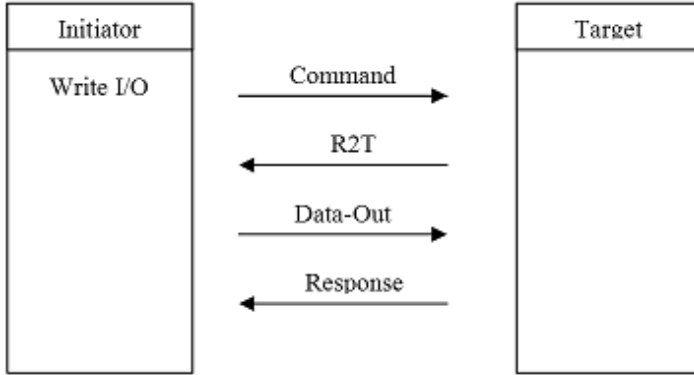 Initiator
Target
Write I/O
Command
R2T
Data-Out
Response